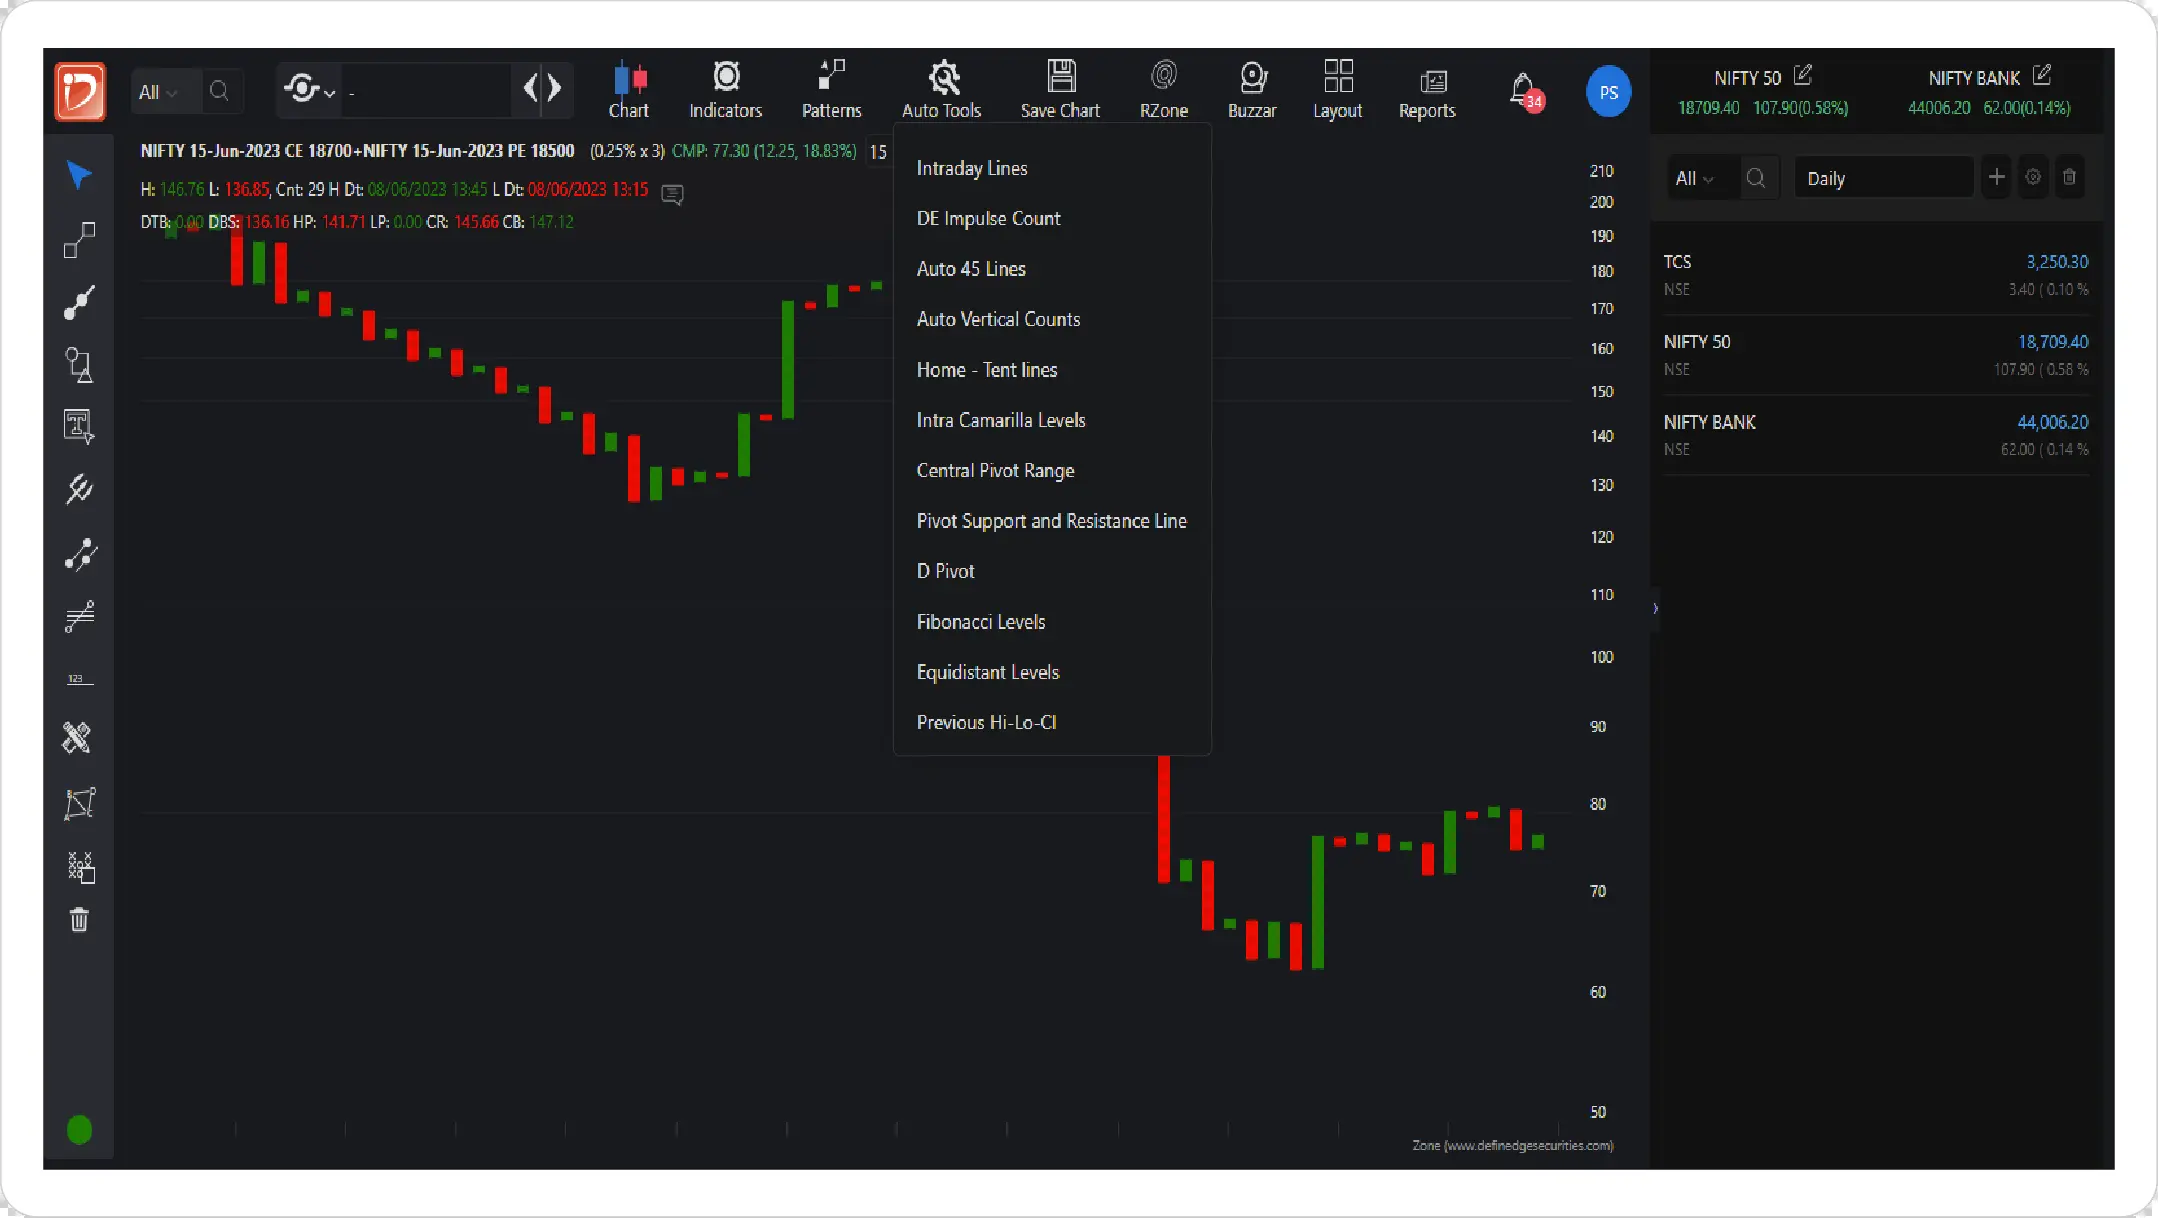 All
-
Chart
Indicators
Patterns
Auto Tools
Save Chart
RZone
Buzzar
Layout
Reports
34
PS
NIFTY 50
18709.40 107.90(0.58%)
NIFTY BANK
44006.20 62.00(0.14%)
NIFTY 15-Jun-2023 CE 18700+NIFTY 15-Jun-2023 PE 18500 (0.25% x 3) CMP: 77.30 (12.25, 18.83%) 15
H: 146.76 L: 136.85, Cnt: 29 H Dt: 08/06/2023 13:45 L Dt: 08/06/2023 13:15
DTB: 0.00 DBS: 136.16 HP: 141.71 LP: 0.00 CR: 145.66 CB: 147.12
Intraday Lines
DE Impulse Count
Auto 45 Lines
Auto Vertical Counts
Home - Tent lines
Intra Camarilla Levels
Central Pivot Range
Pivot Support and Resistance Line
D Pivot
Fibonacci Levels
Equidistant Levels
Previous Hi-Lo-Cl
210
200
190
180
170
160
150
140
130
120
110
100
90
80
70
60
50
123
Zone (www.definedgesecurities.com)
All
Daily
TCS 3,250.30
NSE 3.40 ( 0.10 %
NIFTY 50 18,709.40
NSE 107.90 ( 0.58 %
NIFTY BANK 44,006.20
NSE 62.00 ( 0.14 %